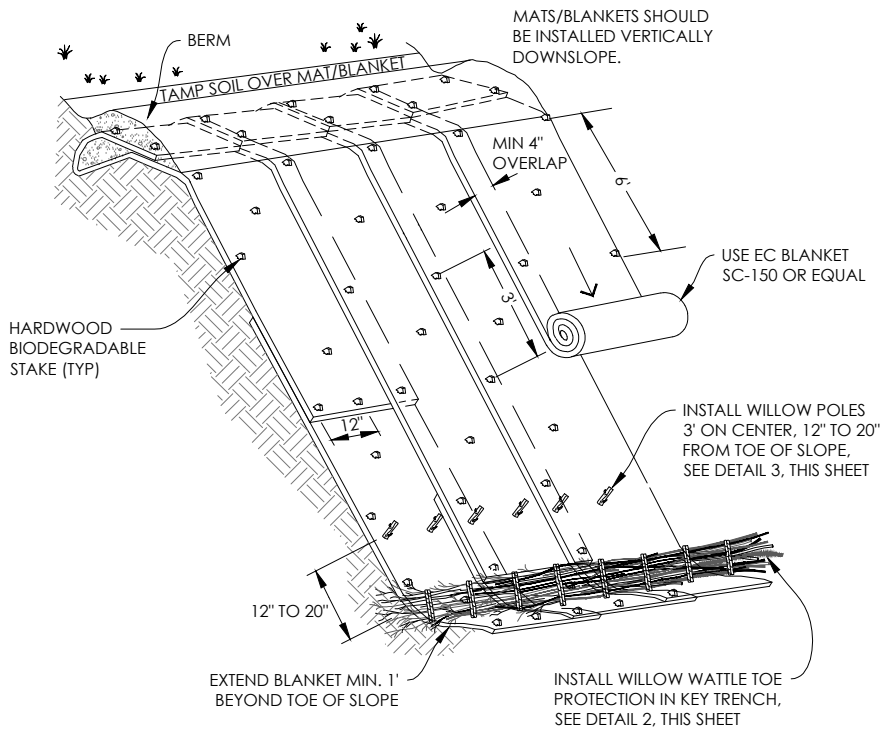 MATS/BLANKETS SHOULD
BE INSTALLED VERTICALLY
DOWNSLOPE.
BERM
TAMP SOIL OVER MAT/BLANKET
MIN 4"
OVERLAP
6'
USE EC BLANKET
SC-150 OR EQUAL
3'
HARDWOOD
BIODEGRADABLE
STAKE (TYP)
12"
INSTALL WILLOW POLES
3' ON CENTER, 12" TO 20"
FROM TOE OF SLOPE,
SEE DETAIL 3, THIS SHEET
12" TO 20"
EXTEND BLANKET MIN. 1'
BEYOND TOE OF SLOPE
INSTALL WILLOW WATTLE TOE
PROTECTION IN KEY TRENCH,
SEE DETAIL 2, THIS SHEET